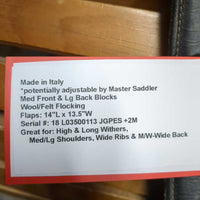 Made in Italy
*potentially adjustable by Master Saddler
Med Front & Lg Back Blocks
Wool/Felt Flocking
Flaps: 14"L x 13.5"W
Serial #: 18 L03500113 JGPES +2M
Great for: High & Long Withers,
Med/Lg Shoulders, Wide Ribs & M/W-Wide Back